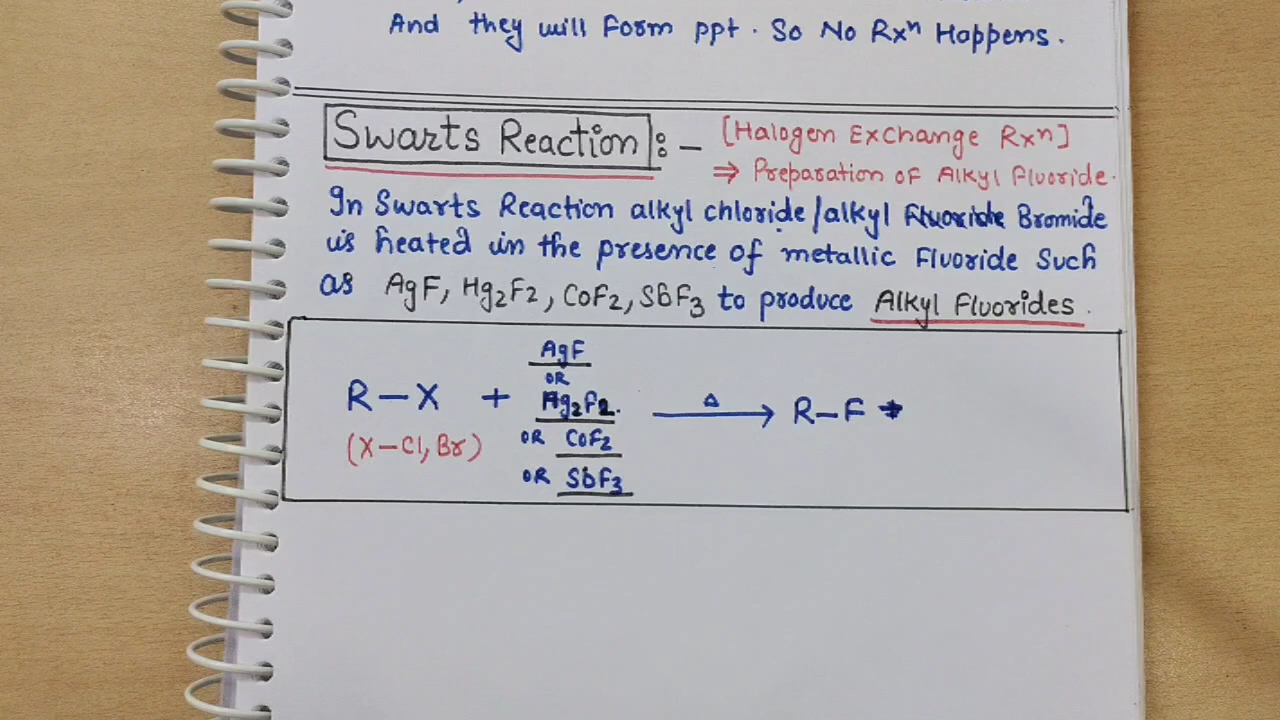 And they will Form ppt. So No Rxⁿ Happens.
Swarts Reaction :-
[Halogen Exchange Rxⁿ]
⇒ Preparation of Alkyl Fluoride.
In Swarts Reaction alkyl chloride/alkyl Bromide
is heated in the presence of metallic Fluoride Such
as AgF, Hg2F2, CoF2, SbF3 to produce Alkyl Fluorides.
AgF
OR
R-X + Hg2F2. Δ → R-F
(X-Cl, Br) OR CoF2
OR SbF3